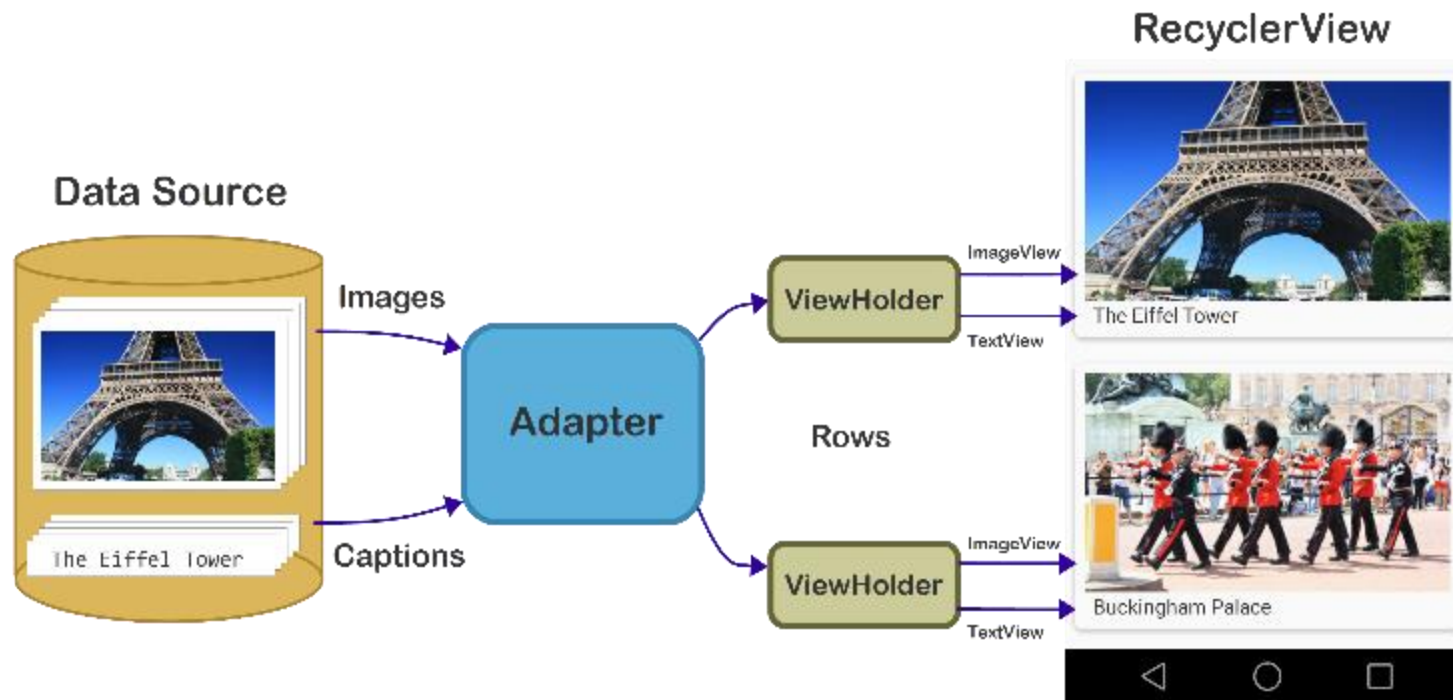 RecyclerView
Data Source
Images
The Eiffel Tower
Captions
Adapter
Rows
ViewHolder
ImageView
TextView
The Eiffel Tower
ViewHolder
ImageView
TextView
Buckingham Palace